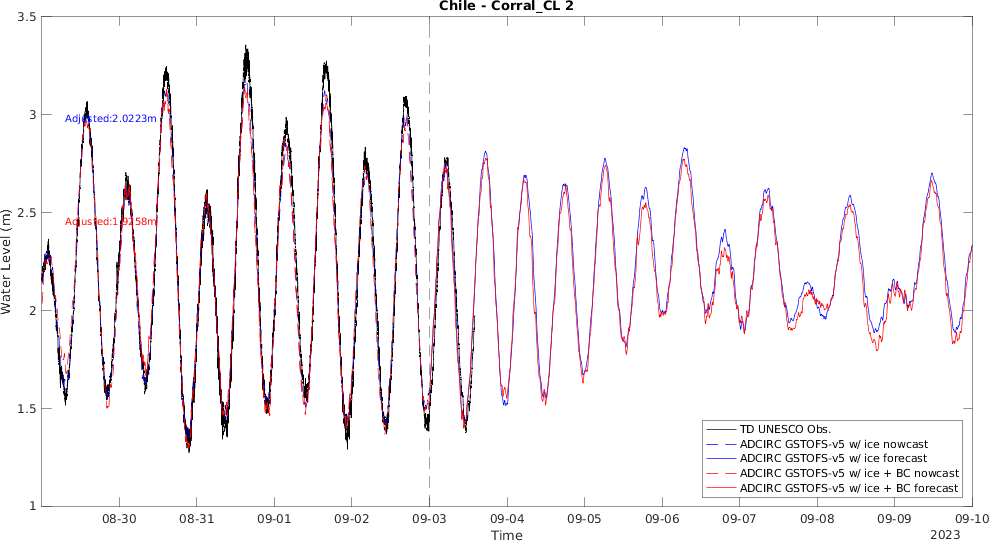 Chile - Corral_CL 2
3.5
3
2.5
2
1.5
1
Water Level (m)
Adjusted:2.0223m
Adjusted:1.9258m
TD UNESCO Obs.
ADCIRC GSTOFS-v5 w/ ice nowcast
ADCIRC GSTOFS-v5 w/ ice forecast
ADCIRC GSTOFS-v5 w/ ice + BC nowcast
ADCIRC GSTOFS-v5 w/ ice + BC forecast
08-30 08-31 09-01 09-02 09-03 09-04 09-05 09-06 09-07 09-08 09-09 09-10
Time
2023